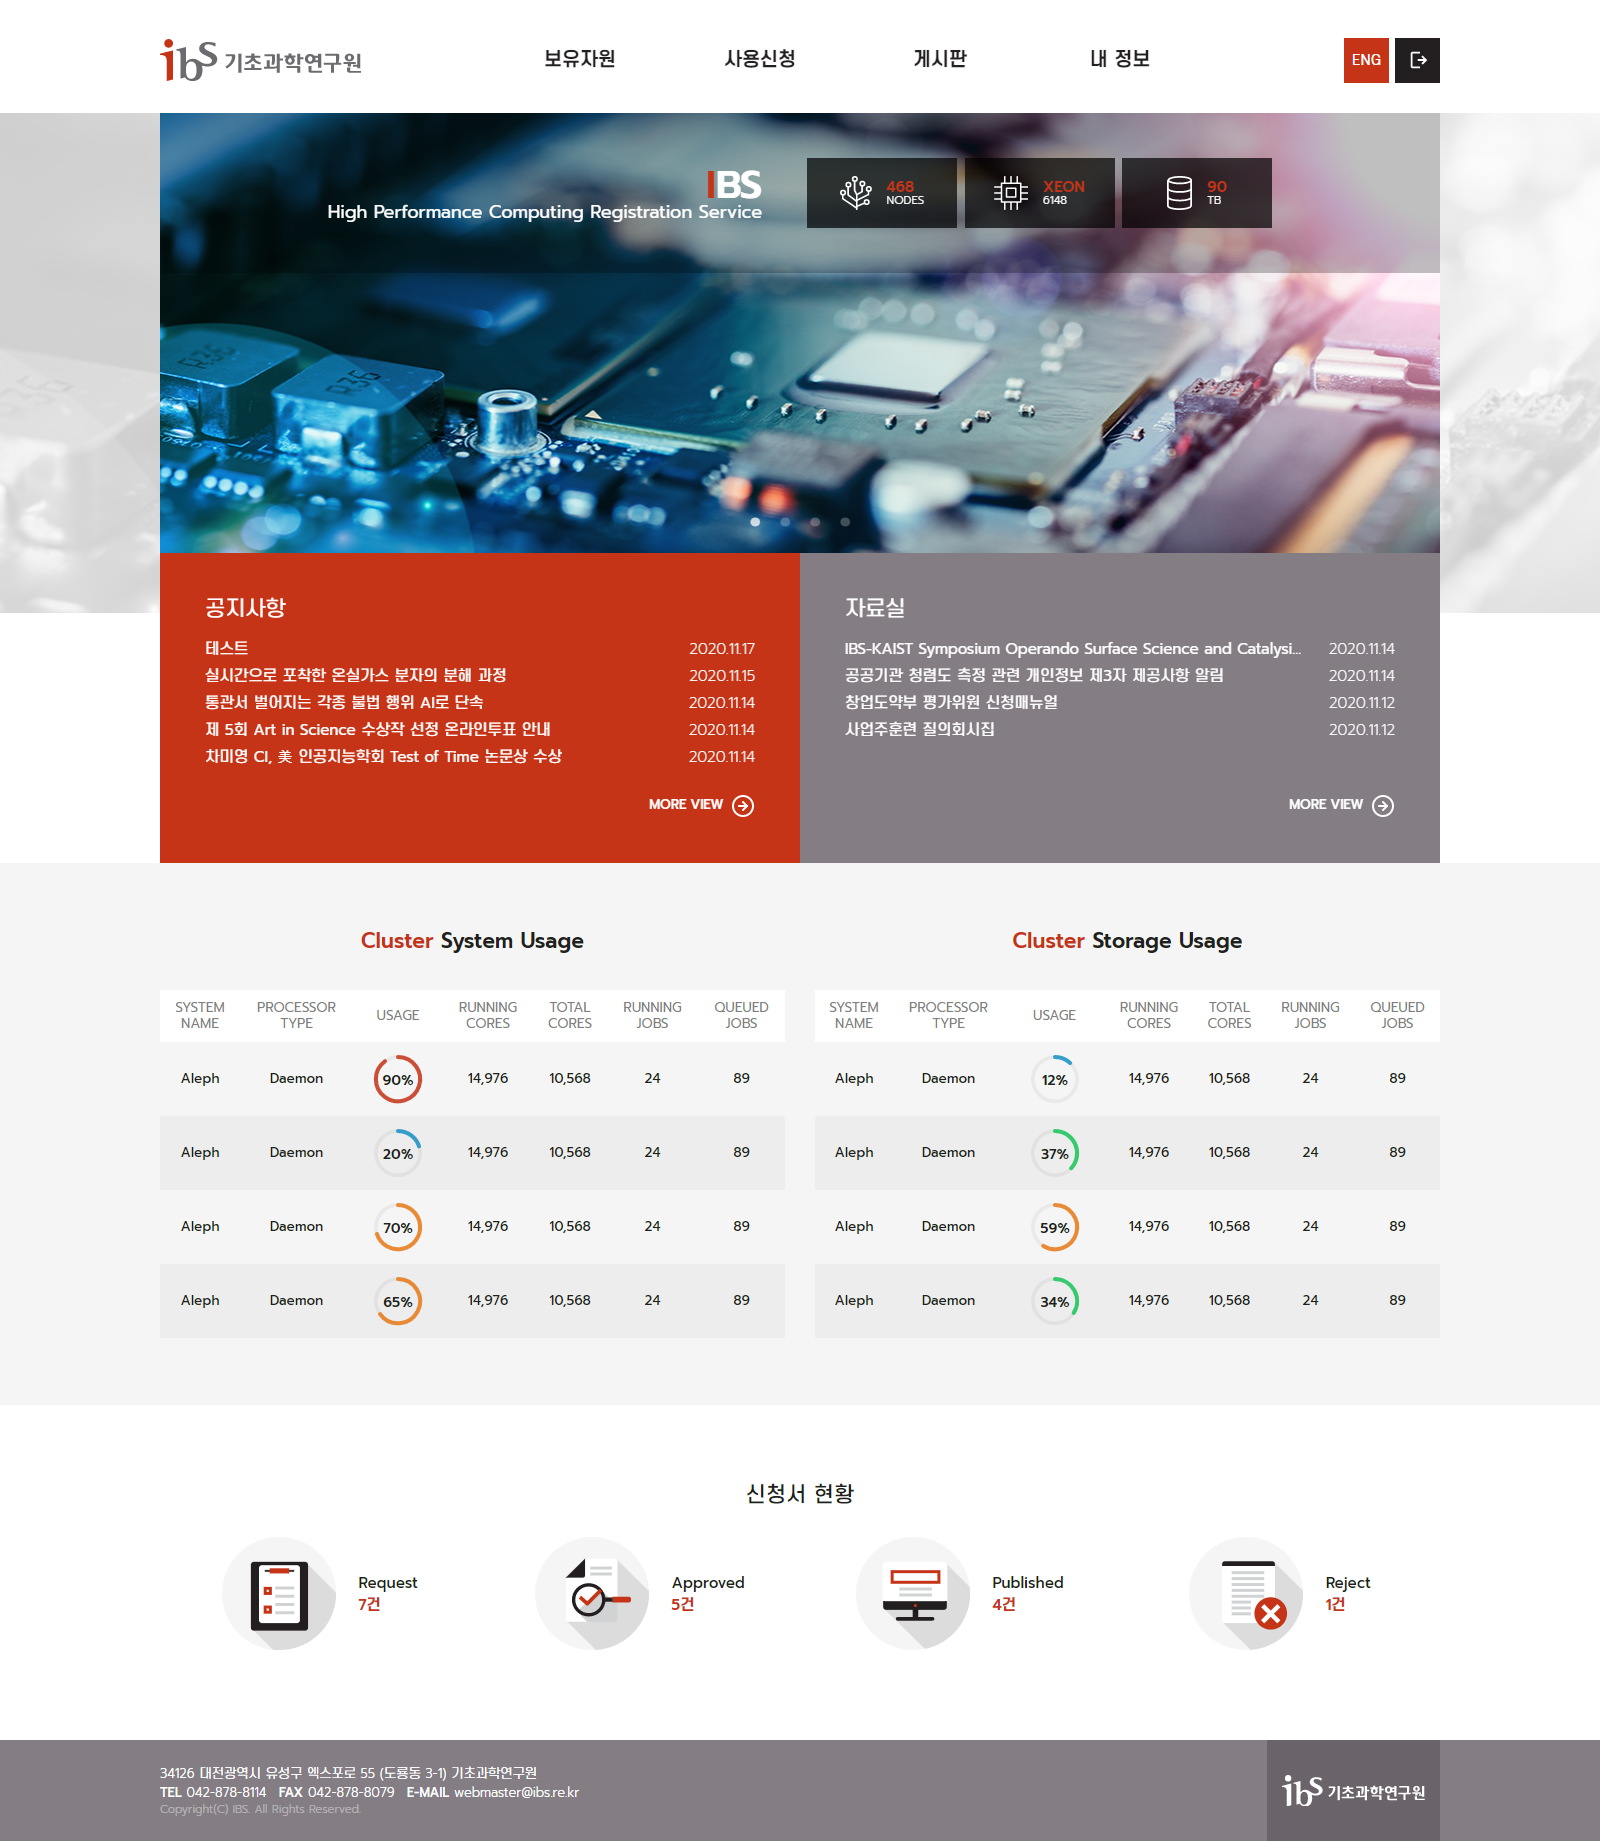 ibs 기초과학연구원
보유자원
사용신청
게시판
내 정보
ENG
IBS
High Performance Computing Registration Service
468
NODES
XEON
6148
90
TB
공지사항
테스트 2020.11.17
실시간으로 포착한 온실가스 분자의 분해 과정 2020.11.15
통관서 벌어지는 각종 불법 행위 AI로 단속 2020.11.14
제 5회 Art in Science 수상작 선정 온라인투표 안내 2020.11.14
차미영 CI, 美 인공지능학회 Test of Time 논문상 수상 2020.11.14
MORE VIEW
자료실
IBS-KAIST Symposium Operando Surface Science and Catalysi... 2020.11.14
공공기관 청렴도 측정 관련 개인정보 제3자 제공사항 알림 2020.11.14
창업도약부 평가위원 신청매뉴얼 2020.11.12
사업주훈련 질의회시집 2020.11.12
MORE VIEW
Cluster System Usage
SYSTEM NAME PROCESSOR TYPE USAGE RUNNING CORES TOTAL CORES RUNNING JOBS QUEUED JOBS
Aleph Daemon 90% 14,976 10,568 24 89
Aleph Daemon 20% 14,976 10,568 24 89
Aleph Daemon 70% 14,976 10,568 24 89
Aleph Daemon 65% 14,976 10,568 24 89
Cluster Storage Usage
SYSTEM NAME PROCESSOR TYPE USAGE RUNNING CORES TOTAL CORES RUNNING JOBS QUEUED JOBS
Aleph Daemon 12% 14,976 10,568 24 89
Aleph Daemon 37% 14,976 10,568 24 89
Aleph Daemon 59% 14,976 10,568 24 89
Aleph Daemon 34% 14,976 10,568 24 89
신청서 현황
Request
7건
Approved
5건
Published
4건
Reject
1건
34126 대전광역시 유성구 엑스포로 55 (도룡동 3-1) 기초과학연구원
TEL 042-878-8114 FAX 042-878-8079 E-MAIL webmaster@ibs.re.kr
Copyright(C) IBS. All Rights Reserved.
ibs 기초과학연구원